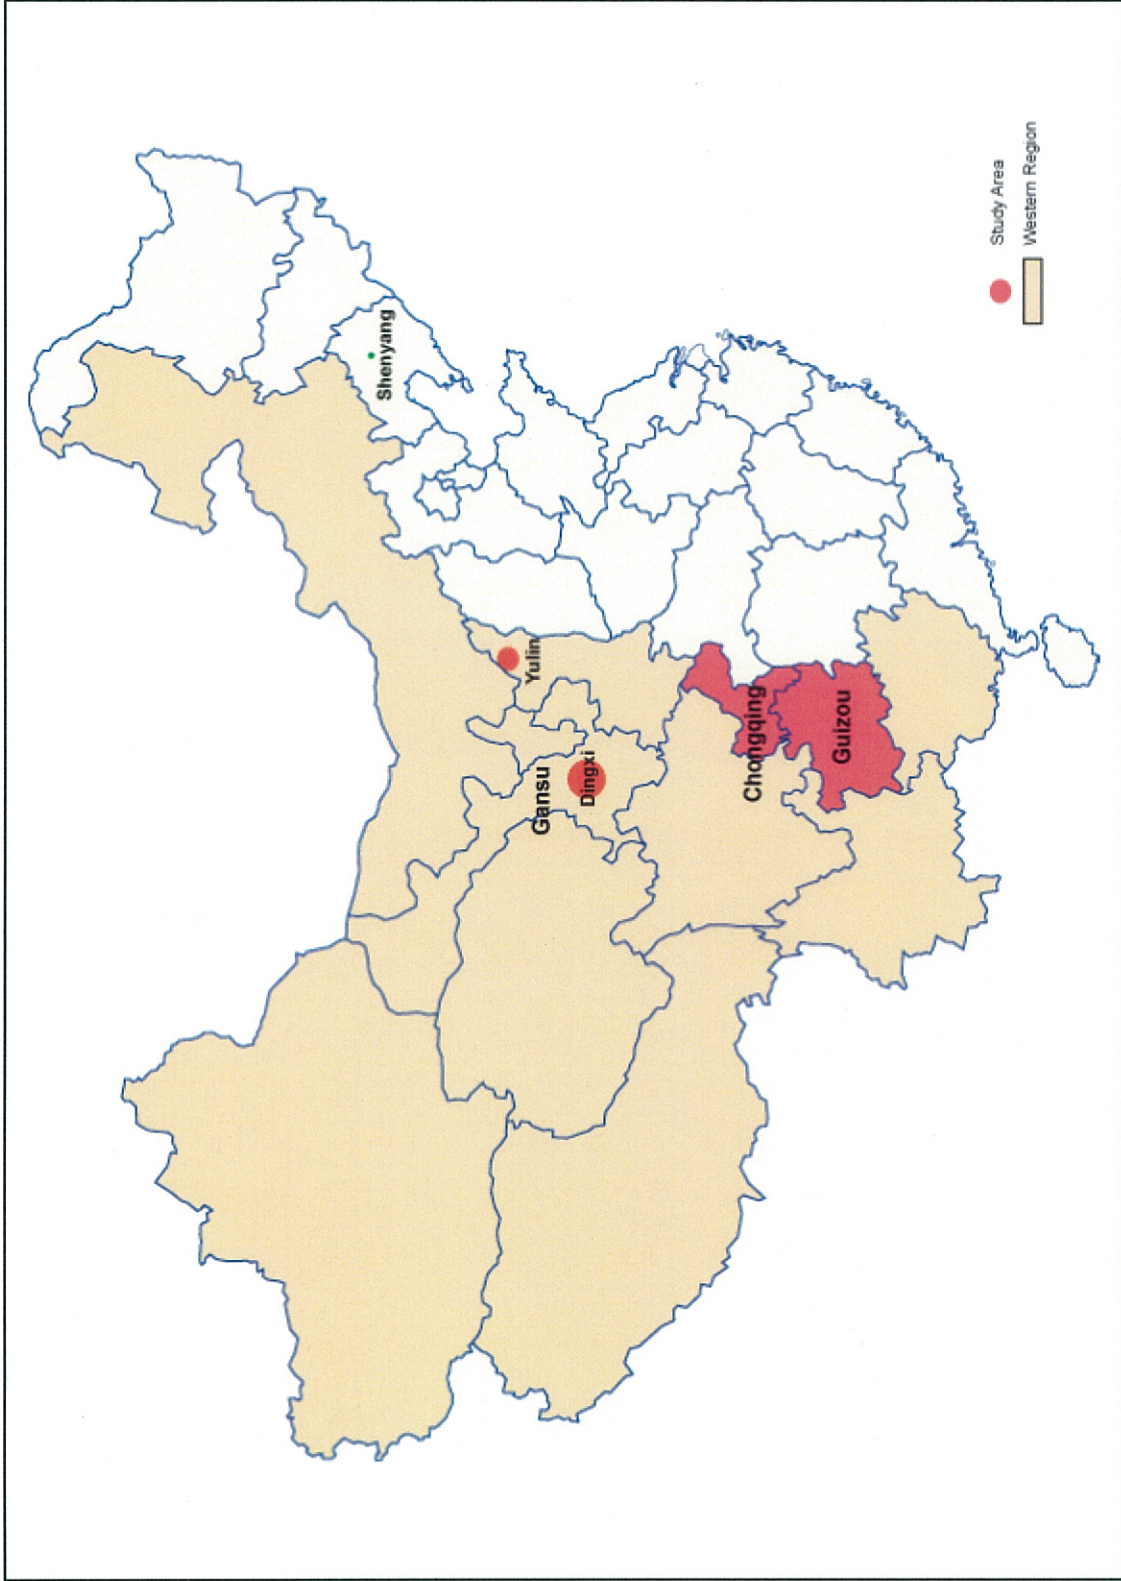 Shenyang
Yulin
Gansu
Dingxi
Chongqing
Guizou
Study Area
Western Region